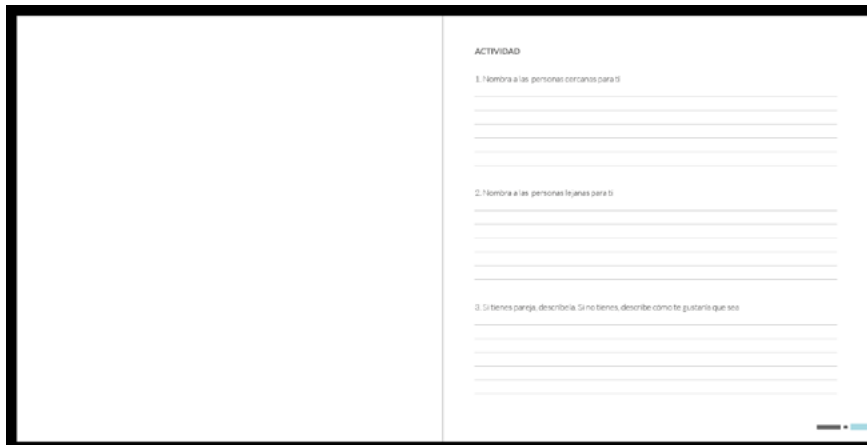 ACTIVIDAD
1. Nombra a las personas cercanas para ti
2. Nombra a las personas lejanas para ti
3. Si tienes pareja, descríbela. Si no tienes, describe cómo te gustaría que sea